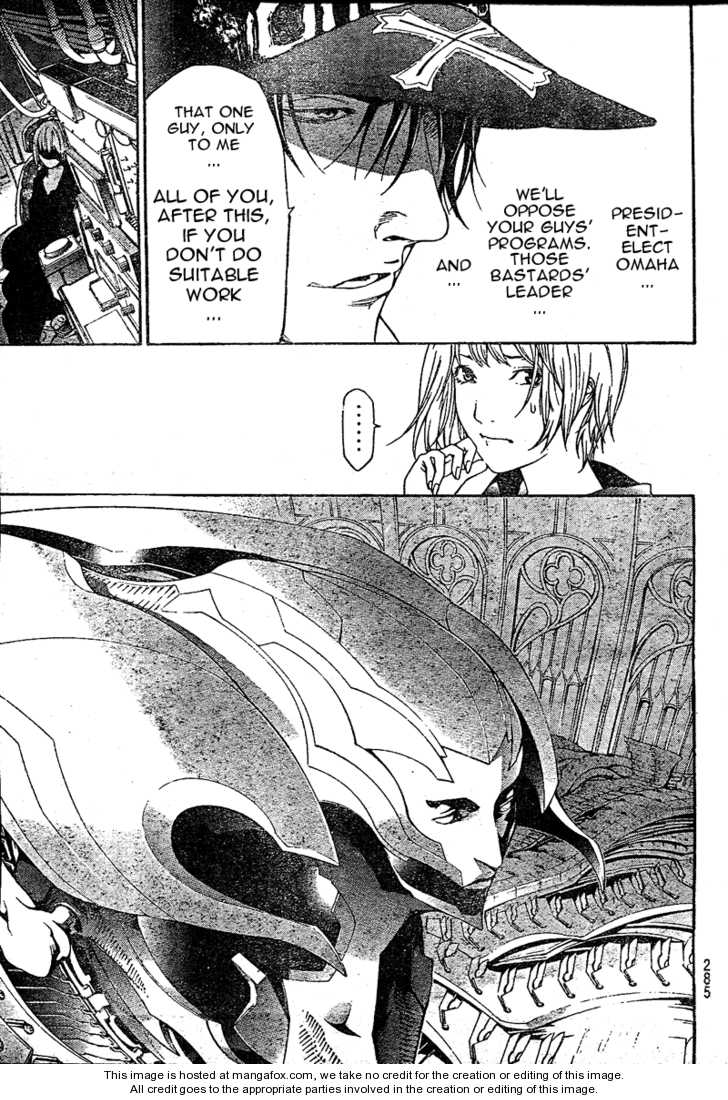 PRESID-
ENT-
ELECT
OMAHA
...
WE'LL
OPPOSE
YOUR GUYS'
PROGRAMS.
THOSE
BASTARDS'
LEADER
...
AND
...
THAT ONE
GUY, ONLY
TO ME
...
ALL OF YOU,
AFTER THIS,
IF YOU
DON'T DO
SUITABLE
WORK
...
......
285
This image is hosted at mangafox.com, we take no credit for the creation or editing of this image.
All credit goes to the appropriate parties involved in the creation or editing of this image.